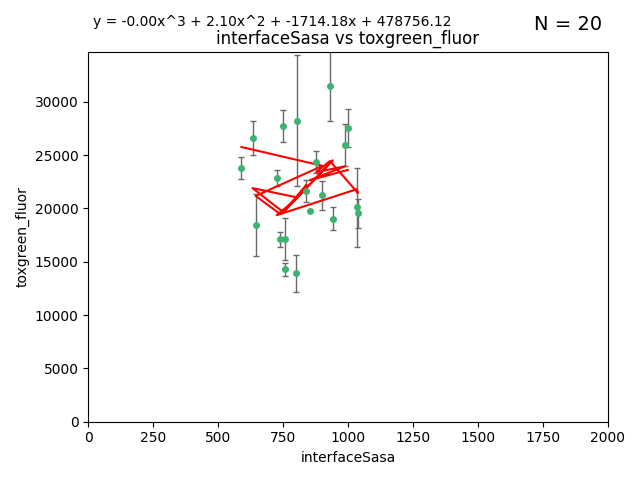 y = -0.00x^3 + 2.10x^2 + -1714.18x + 478756.12
N = 20
interfaceSasa vs toxgreen_fluor
30000
25000
20000
15000
10000
5000
0
toxgreen_fluor
0 250 500 750 1000 1250 1500 1750 2000
interfaceSasa